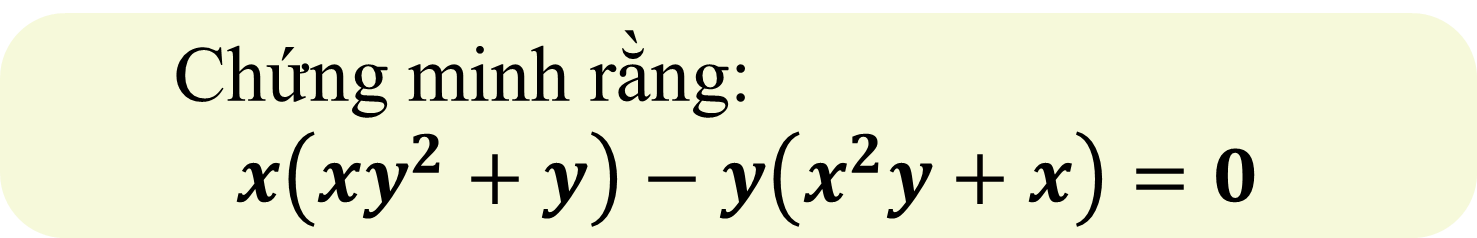 Chứng minh rằng:
x(xy² + y) − y(x²y + x) = 0